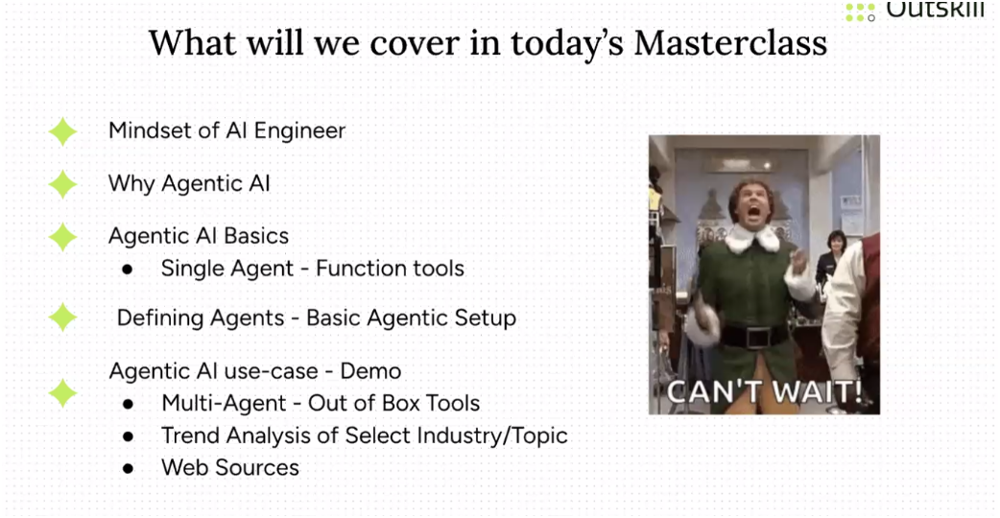 Outskill
What will we cover in today's Masterclass
Mindset of AI Engineer
Why Agentic AI
Agentic AI Basics
● Single Agent - Function tools
Defining Agents - Basic Agentic Setup
Agentic AI use-case - Demo
● Multi-Agent - Out of Box Tools
● Trend Analysis of Select Industry/Topic
● Web Sources
CAN'T WAIT!